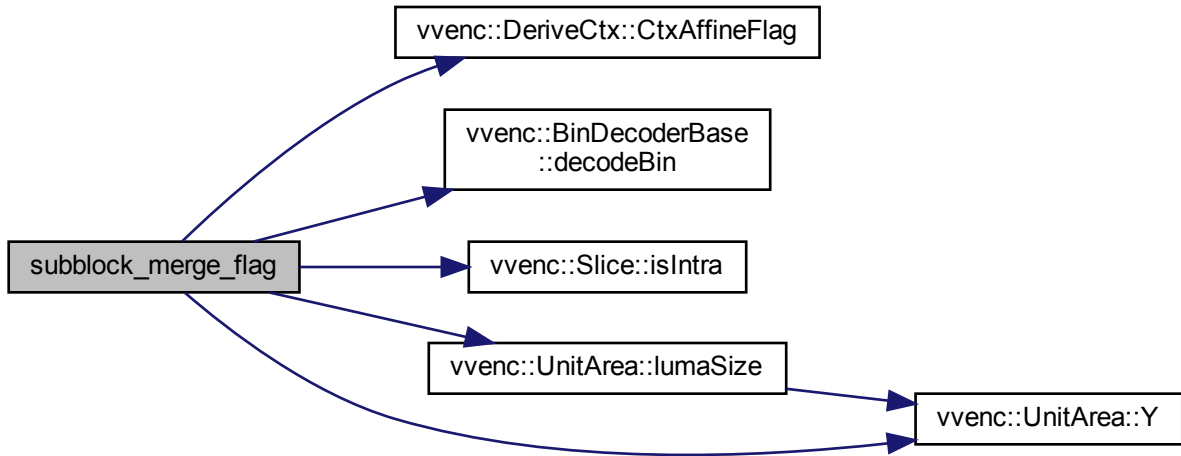 vvenc::DeriveCtx::CtxAffineFlag
vvenc::BinDecoderBase
::decodeBin
subblock_merge_flag
vvenc::Slice::isIntra
vvenc::UnitArea::lumaSize
vvenc::UnitArea::Y